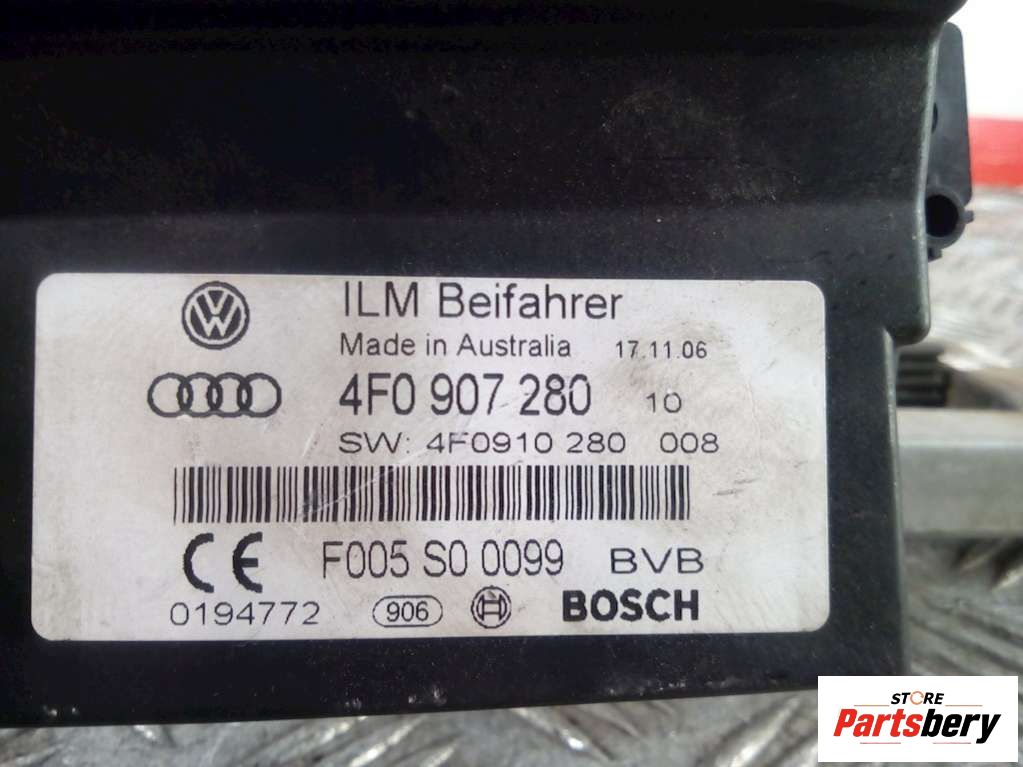 ILM Beifahrer
Made in Australia 17.11.06
4F0 907 280 10
SW: 4F0910 280 008
CE F005 S0 0099 BVB
0194772 906 BOSCH
STORE
Partsbery